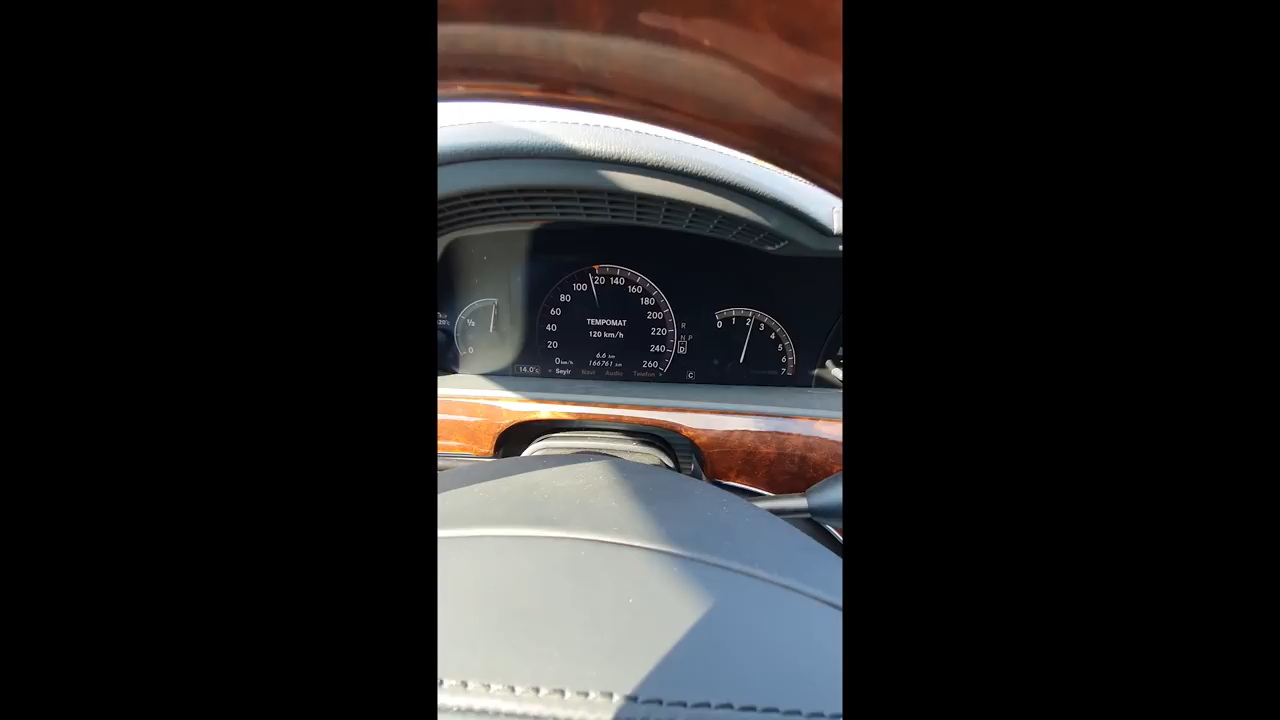 ½
0
0 km/h
20
40
60
80
100
120
140
160
180
200
220
240
260
TEMPOMAT
120 km/h
6.6 km
166761 km
14.0°C
Seyir Navi Audio Telefon
R
N P
D
C
0 1 2 3 4 5 6 7